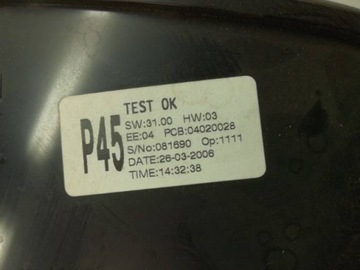 TEST OK
P45
SW:31.00 HW:03
EE:04 PCB:04020028
S/No:081690 Op:1111
DATE:26-03-2006
TIME:14:32:38